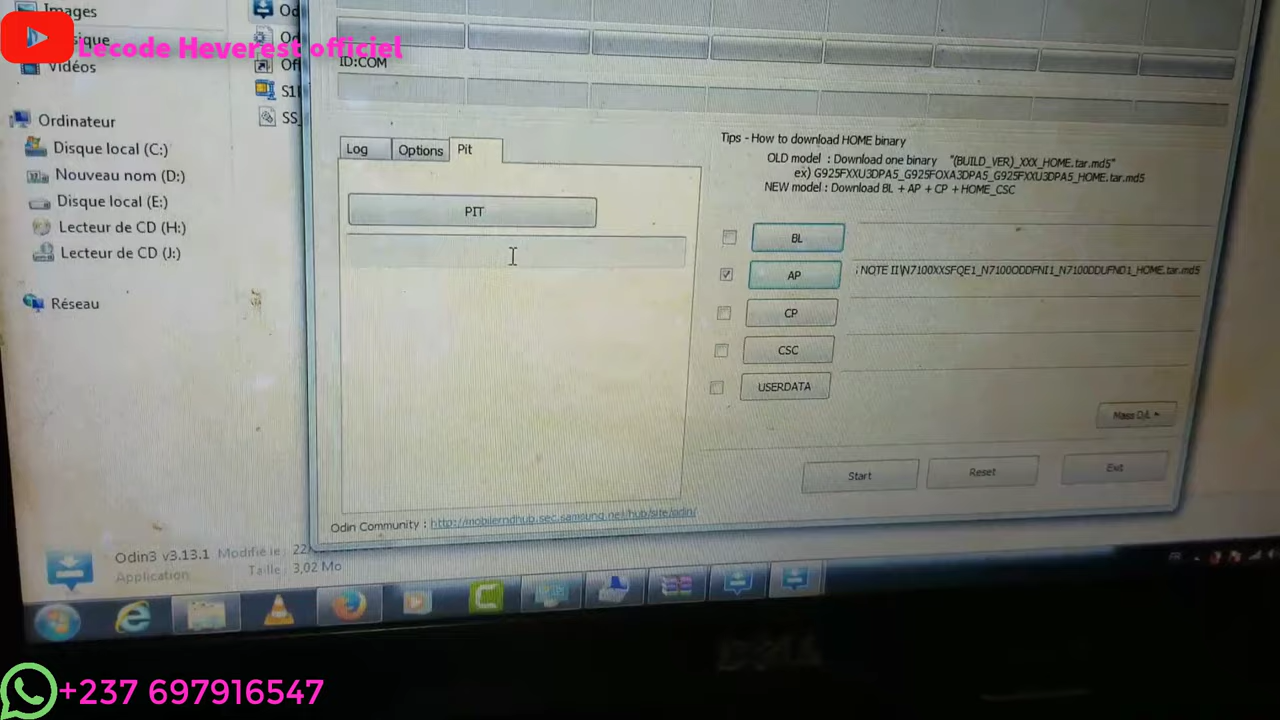 Images
Lecode Heverest officiel
Vidéos
ID:COM
Ordinateur
Disque local (C:)
Nouveau nom (D:)
Disque local (E:)
Lecteur de CD (H:)
Lecteur de CD (J:)
Réseau
Log
Options
Pit
PIT
Tips - How to download HOME binary
OLD model : Download one binary "(BUILD_VER)_XXX_HOME.tar.md5"
ex) G925FXXU3DPA5_G925FOXA3DPA5_G925FXXU3DPA5_HOME.tar.md5
NEW model : Download BL + AP + CP + HOME_CSC
BL
AP
NOTE II\N7100XXSFQE1_N7100ODDFNI1_N7100DDUFND1_HOME.tar.md5
CP
CSC
USERDATA
Mass D/L
Start
Reset
Exit
Odin Community : http://mobilerndhub.sec.samsung.net/hub/site/odin/
Odin3 v3.13.1
Modifié le : 22/
Application
Taille : 3,02 Mo
DELL
+237 697916547